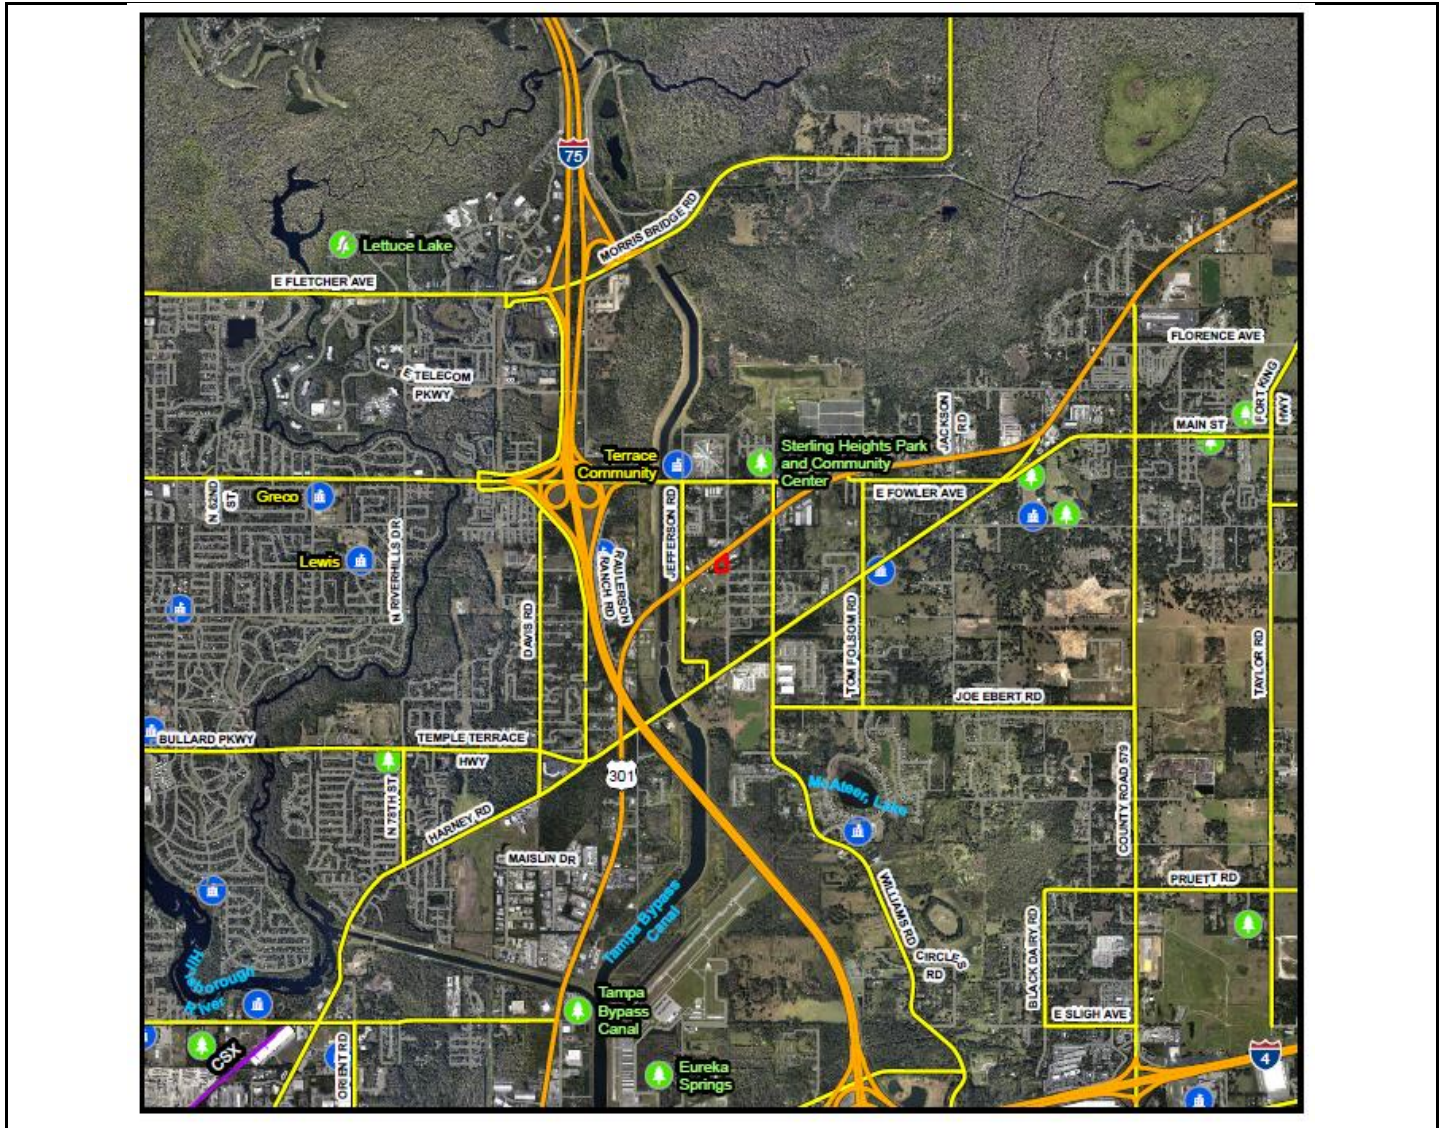 75
MORRIS BRIDGE RD
Lettuce Lake
E FLETCHER AVE
FLORENCE AVE
E TELECOM
PKWY
FORT KING
HWY
JACKSON
RD
MAIN ST
Terrace
Community
Sterling Heights Park
and Community
Center
E FOWLER AVE
N 62ND
ST
Greco
JEFFERSON RD
N RIVERHILLS DR
Lewis
RAULERSON
RANCH RD
DAVIS RD
TOM FOLSOM RD
TAYLOR RD
JOE EBERT RD
BULLARD PKWY
TEMPLE TERRACE
HWY
301
COUNTY ROAD 579
McAteer, Lake
N 78TH ST
HARNEY RD
MAISLIN DR
PRUETT RD
WILLIAMS RD
Tampa Bypass
Canal
BLACK DAIRY RD
CIRCLE S
RD
Hillsborough
River
Tampa
Bypass
Canal
E SLIGH AVE
CSX
ORIENT RD
4
Eureka
Springs